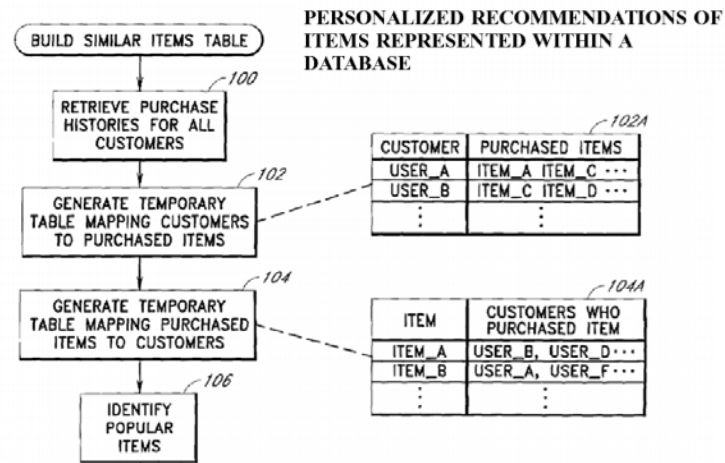 PERSONALIZED RECOMMENDATIONS OF
ITEMS REPRESENTED WITHIN A
DATABASE
BUILD SIMILAR ITEMS TABLE
100
RETRIEVE PURCHASE
HISTORIES FOR ALL
CUSTOMERS
102
GENERATE TEMPORARY
TABLE MAPPING CUSTOMERS
TO PURCHASED ITEMS
102A
CUSTOMER PURCHASED ITEMS
USER_A ITEM_A ITEM_C ···
USER_B ITEM_C ITEM_D ···
⋮ ⋮
104
GENERATE TEMPORARY
TABLE MAPPING PURCHASED
ITEMS TO CUSTOMERS
104A
ITEM CUSTOMERS WHO
PURCHASED ITEM
ITEM_A USER_B, USER_D···
ITEM_B USER_A, USER_F···
⋮ ⋮
106
IDENTIFY
POPULAR
ITEMS